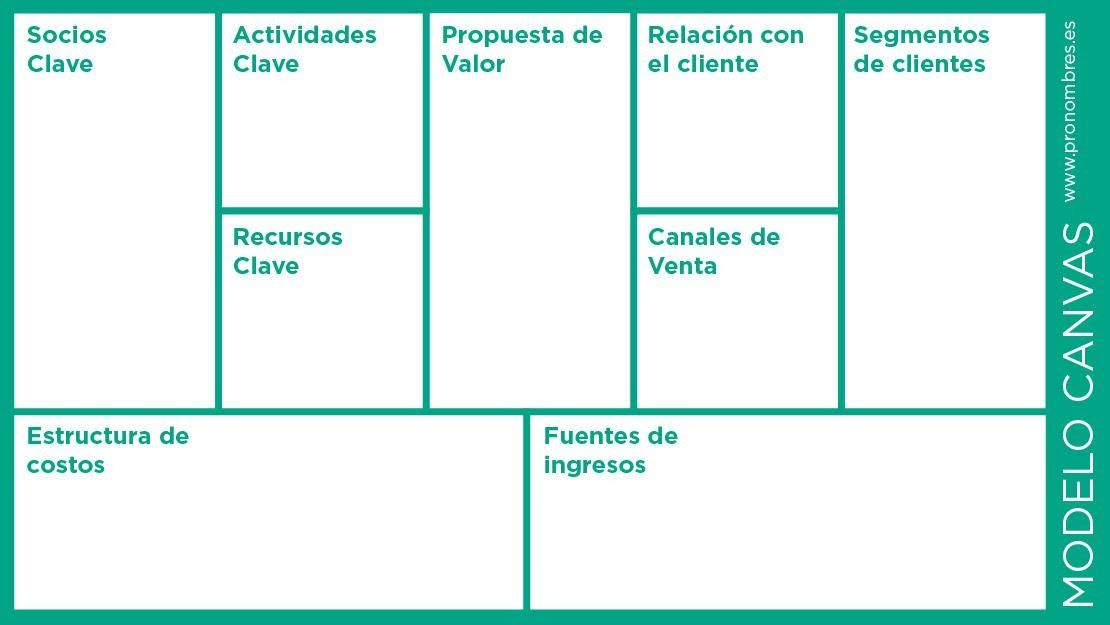 Socios
Clave
Actividades
Clave
Propuesta de
Valor
Relación con
el cliente
Segmentos
de clientes
Recursos
Clave
Canales de
Venta
Estructura de
costos
Fuentes de
ingresos
MODELO CANVAS www.pronombres.es